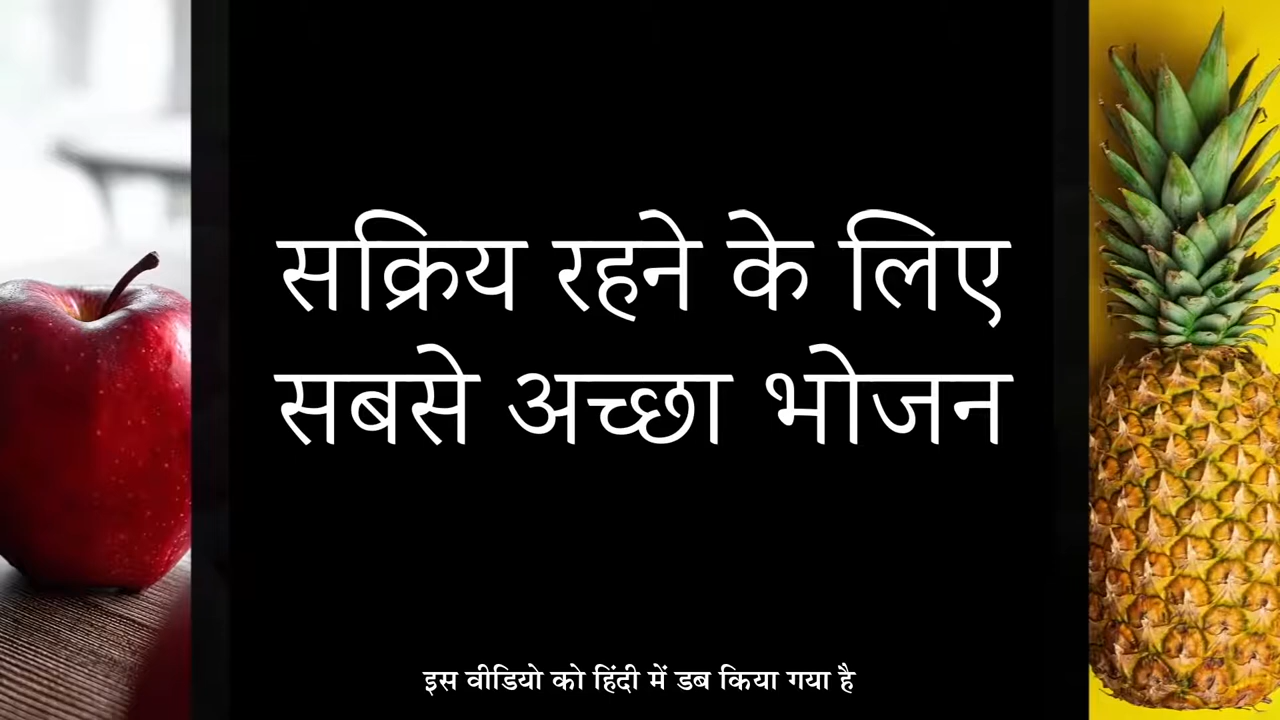 सक्रिय रहने के लिए
सबसे अच्छा भोजन
इस वीडियो को हिंदी में डब किया गया है